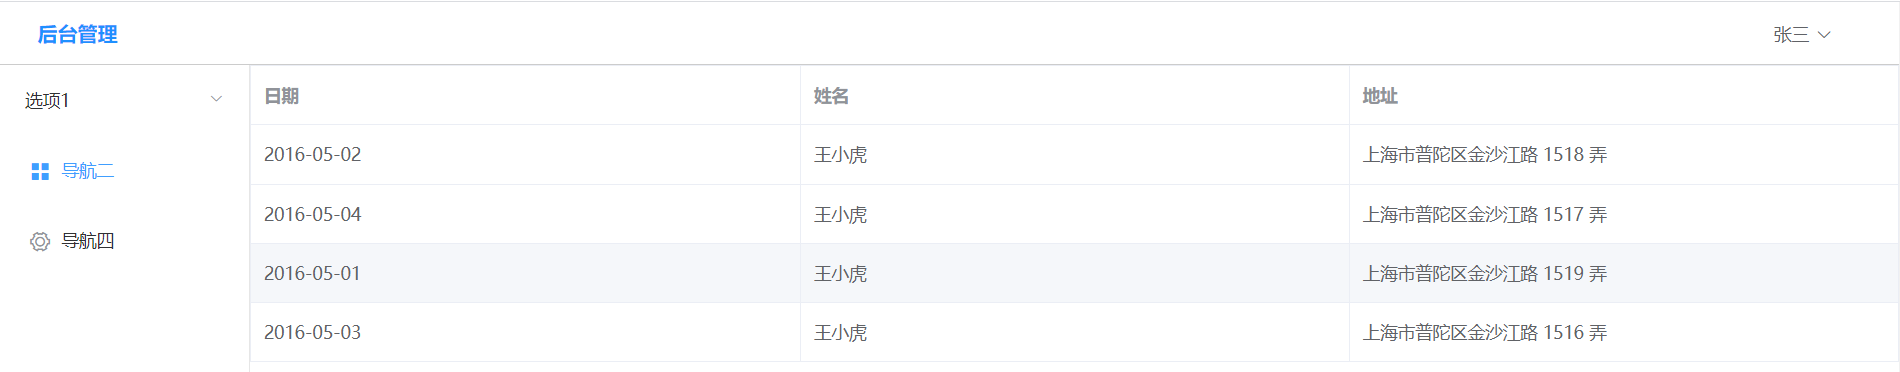 后台管理
张三
选项1
导航二
导航四
日期 姓名 地址
2016-05-02 王小虎 上海市普陀区金沙江路 1518 弄
2016-05-04 王小虎 上海市普陀区金沙江路 1517 弄
2016-05-01 王小虎 上海市普陀区金沙江路 1519 弄
2016-05-03 王小虎 上海市普陀区金沙江路 1516 弄